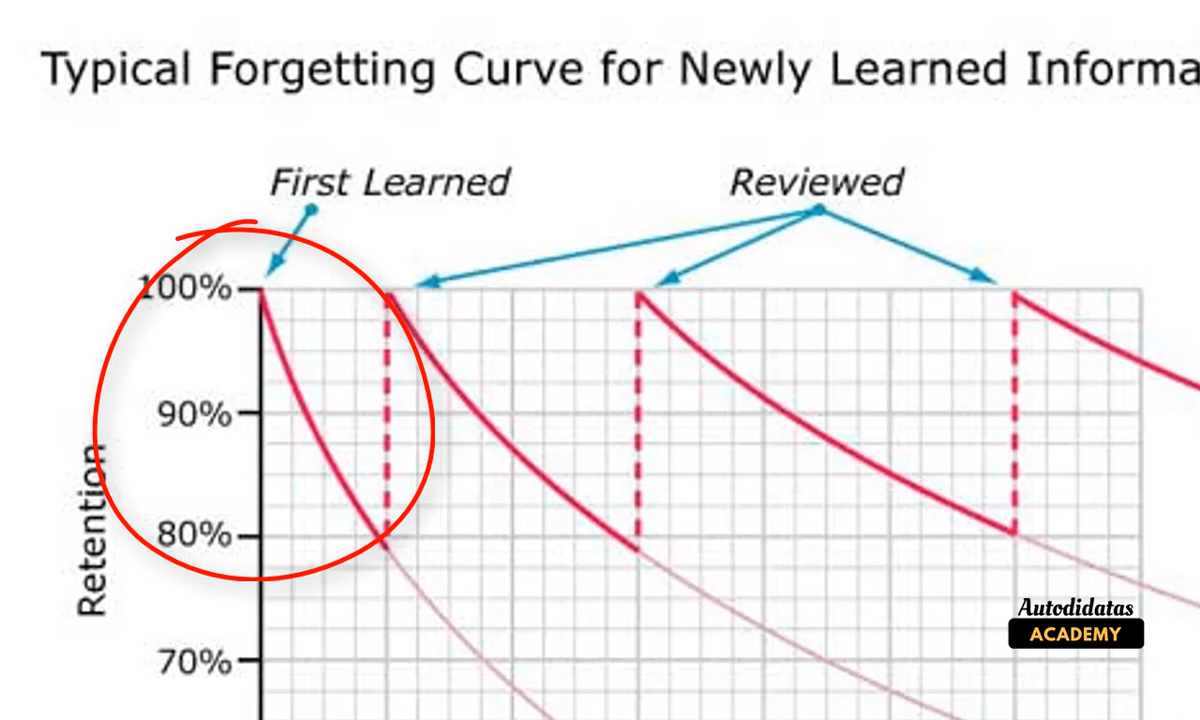 Typical Forgetting Curve for Newly Learned Informa
First Learned
Reviewed
100%
90%
80%
70%
Retention
Autodidatas
ACADEMY